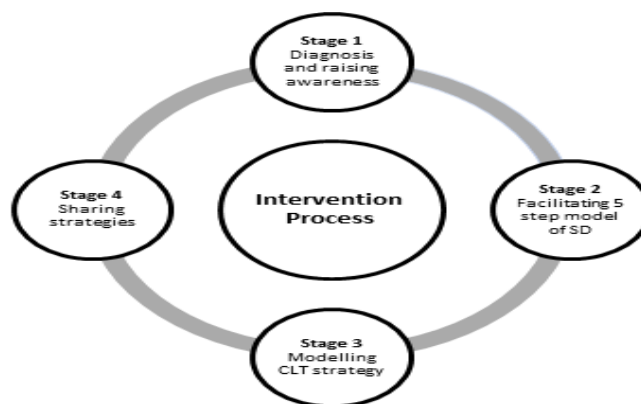 Stage 1
Diagnosis
and raising
awareness
Stage 4
Sharing
strategies
Intervention
Process
Stage 2
Facilitating 5
step model
of SD
Stage 3
Modelling
CLT strategy